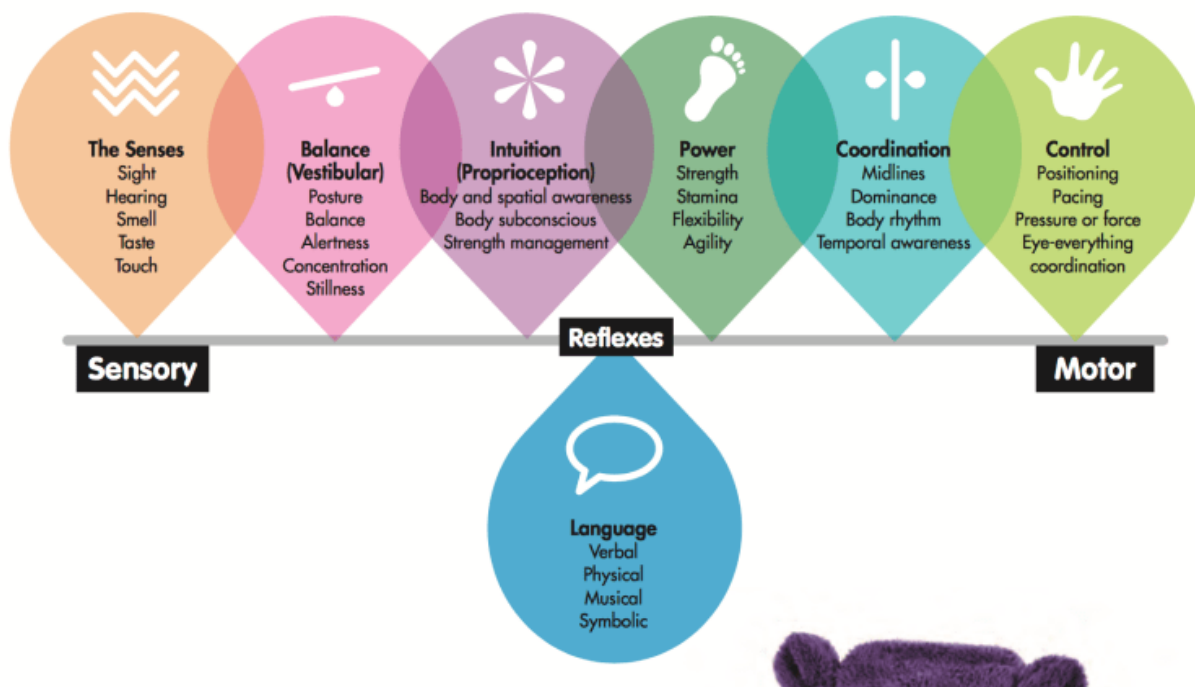 The Senses
Sight
Hearing
Smell
Taste
Touch
Balance
(Vestibular)
Posture
Balance
Alertness
Concentration
Stillness
Intuition
(Proprioception)
Body and spatial awareness
Body subconscious
Strength management
Power
Strength
Stamina
Flexibility
Agility
Coordination
Midlines
Dominance
Body rhythm
Temporal awareness
Control
Positioning
Pacing
Pressure or force
Eye-everything
coordination
Reflexes
Sensory
Motor
Language
Verbal
Physical
Musical
Symbolic